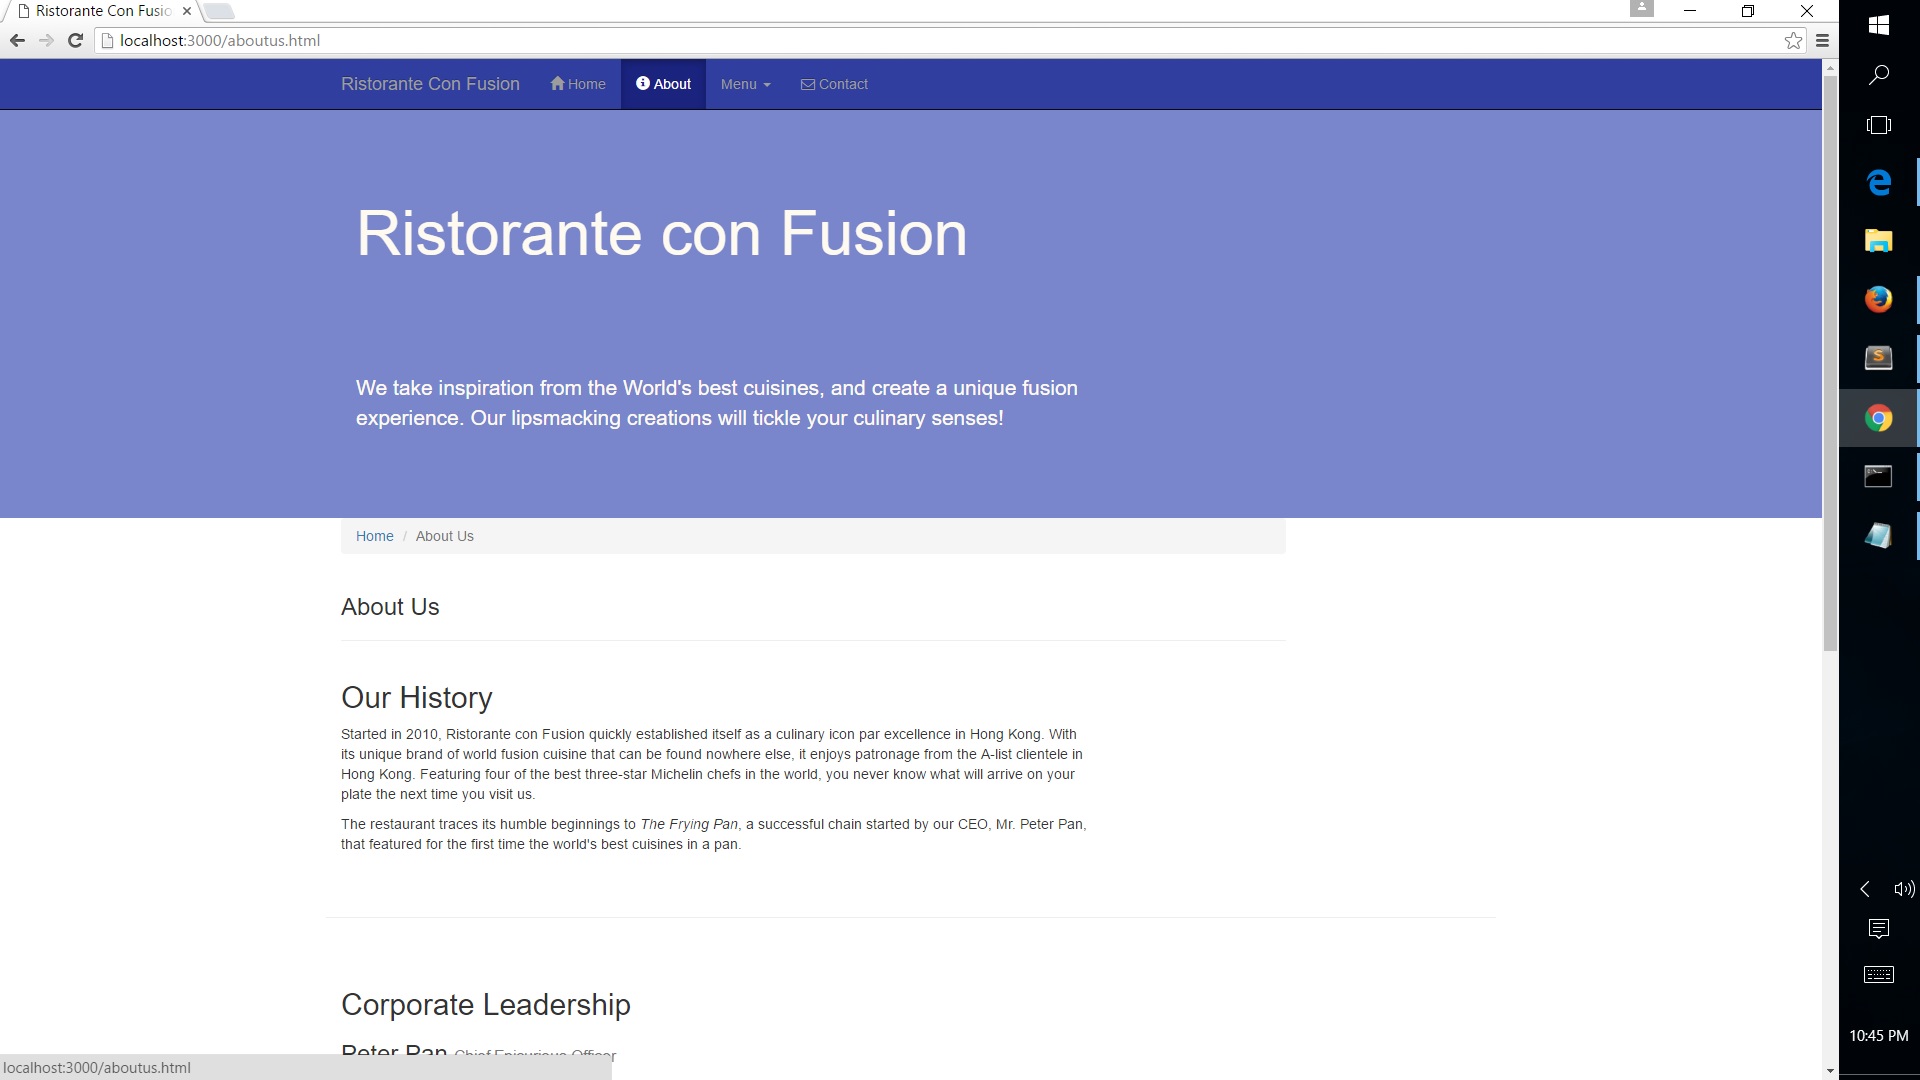 Ristorante Con Fusio
localhost:3000/aboutus.html
Ristorante Con Fusion Home About Menu Contact
Ristorante con Fusion
We take inspiration from the World's best cuisines, and create a unique fusion
experience. Our lipsmacking creations will tickle your culinary senses!
Home / About Us
About Us
Our History
Started in 2010, Ristorante con Fusion quickly established itself as a culinary icon par excellence in Hong Kong. With
its unique brand of world fusion cuisine that can be found nowhere else, it enjoys patronage from the A-list clientele in
Hong Kong. Featuring four of the best three-star Michelin chefs in the world, you never know what will arrive on your
plate the next time you visit us.
The restaurant traces its humble beginnings to The Frying Pan, a successful chain started by our CEO, Mr. Peter Pan,
that featured for the first time the world's best cuisines in a pan.
Corporate Leadership
Peter Pan Chief Epicurious Officer
localhost:3000/aboutus.html
10:45 PM